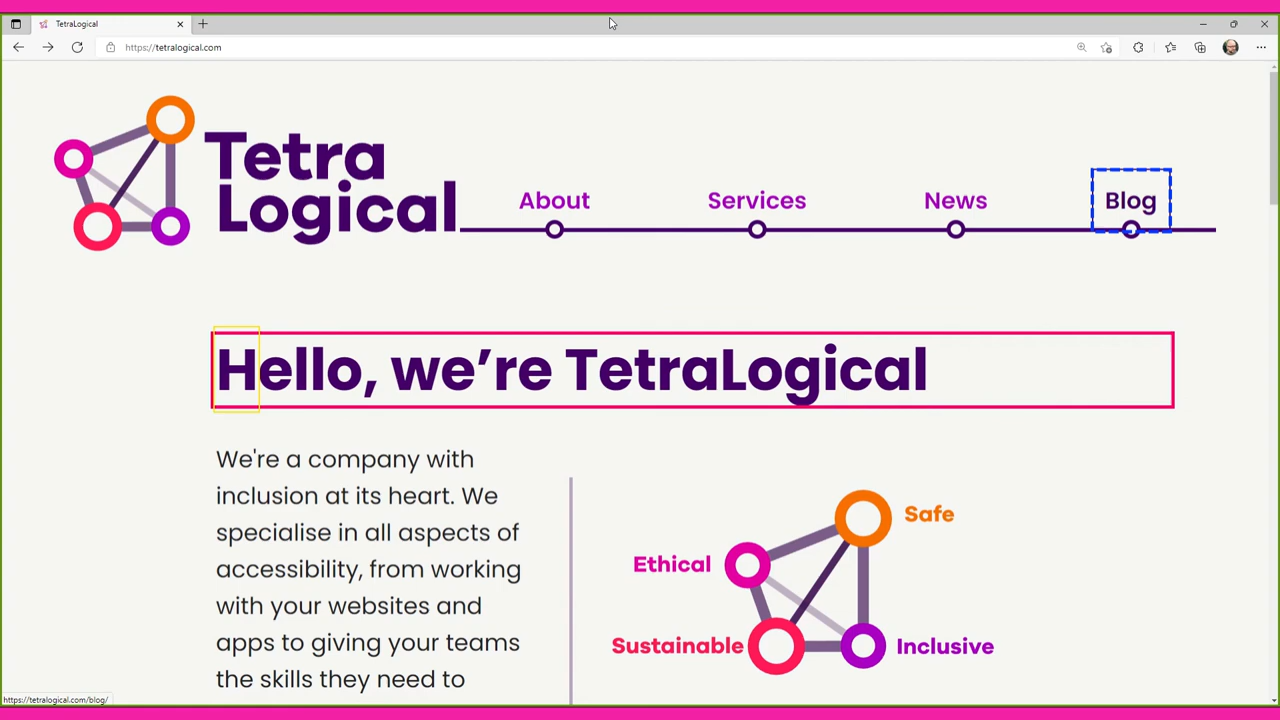 TetraLogical
https://tetralogical.com
Tetra
Logical
About
Services
News
Blog
Hello, we’re TetraLogical
We're a company with
inclusion at its heart. We
specialise in all aspects of
accessibility, from working
with your websites and
apps to giving your teams
the skills they need to
Safe
Ethical
Sustainable
Inclusive
https://tetralogical.com/blog/